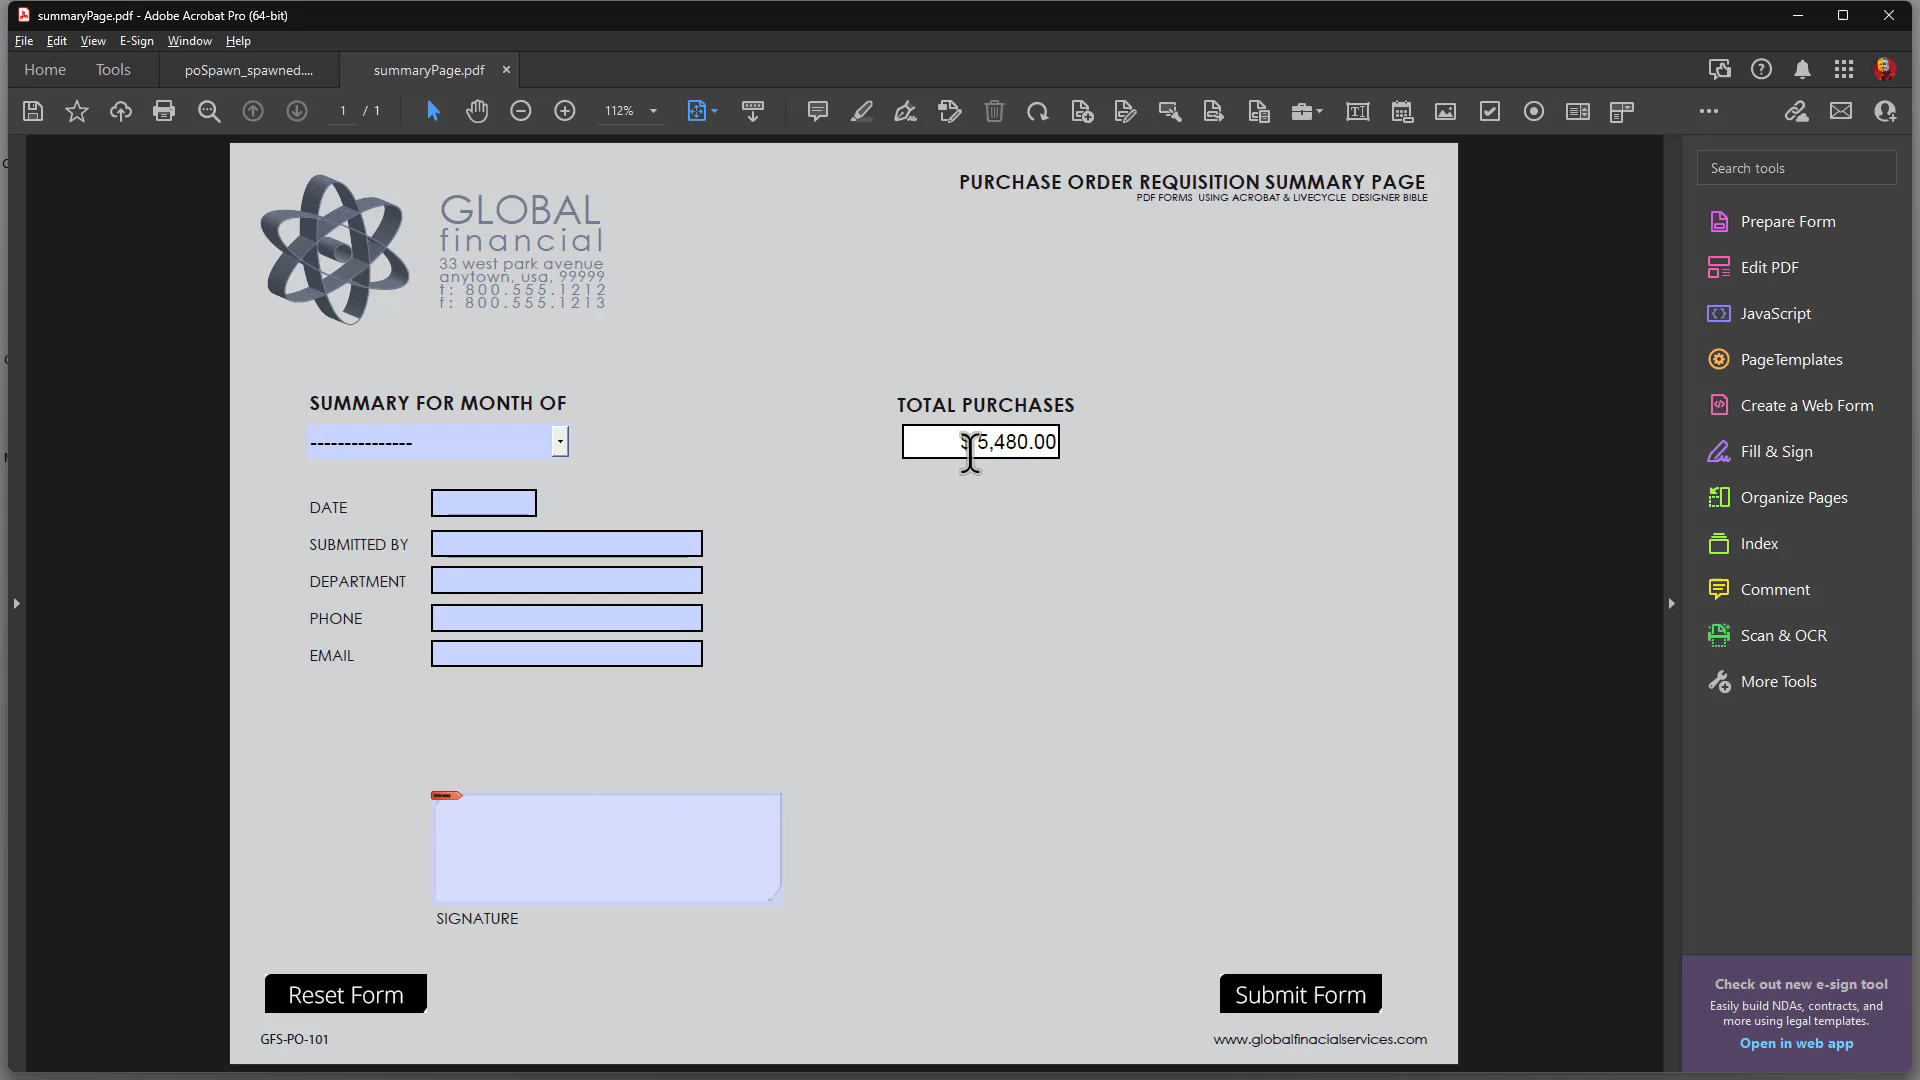 summaryPage.pdf - Adobe Acrobat Pro (64-bit)
File Edit View E-Sign Window Help
Home Tools poSpawn_spawned.... summaryPage.pdf
1 / 1 112%
PURCHASE ORDER REQUISITION SUMMARY PAGE
PDF FORMS USING ACROBAT & LIVECYCLE DESIGNER BIBLE
GLOBAL
financial
33 west park avenue
anytown, usa, 99999
t: 800.555.1212
f: 800.555.1213
SUMMARY FOR MONTH OF
---------------
TOTAL PURCHASES
$ 5,480.00
DATE
SUBMITTED BY
DEPARTMENT
PHONE
EMAIL
SIGNATURE
Reset Form
Submit Form
GFS-PO-101
www.globalfinacialservices.com
Search tools
Prepare Form
Edit PDF
JavaScript
PageTemplates
Create a Web Form
Fill & Sign
Organize Pages
Index
Comment
Scan & OCR
More Tools
Check out new e-sign tool
Easily build NDAs, contracts, and
more using legal templates.
Open in web app